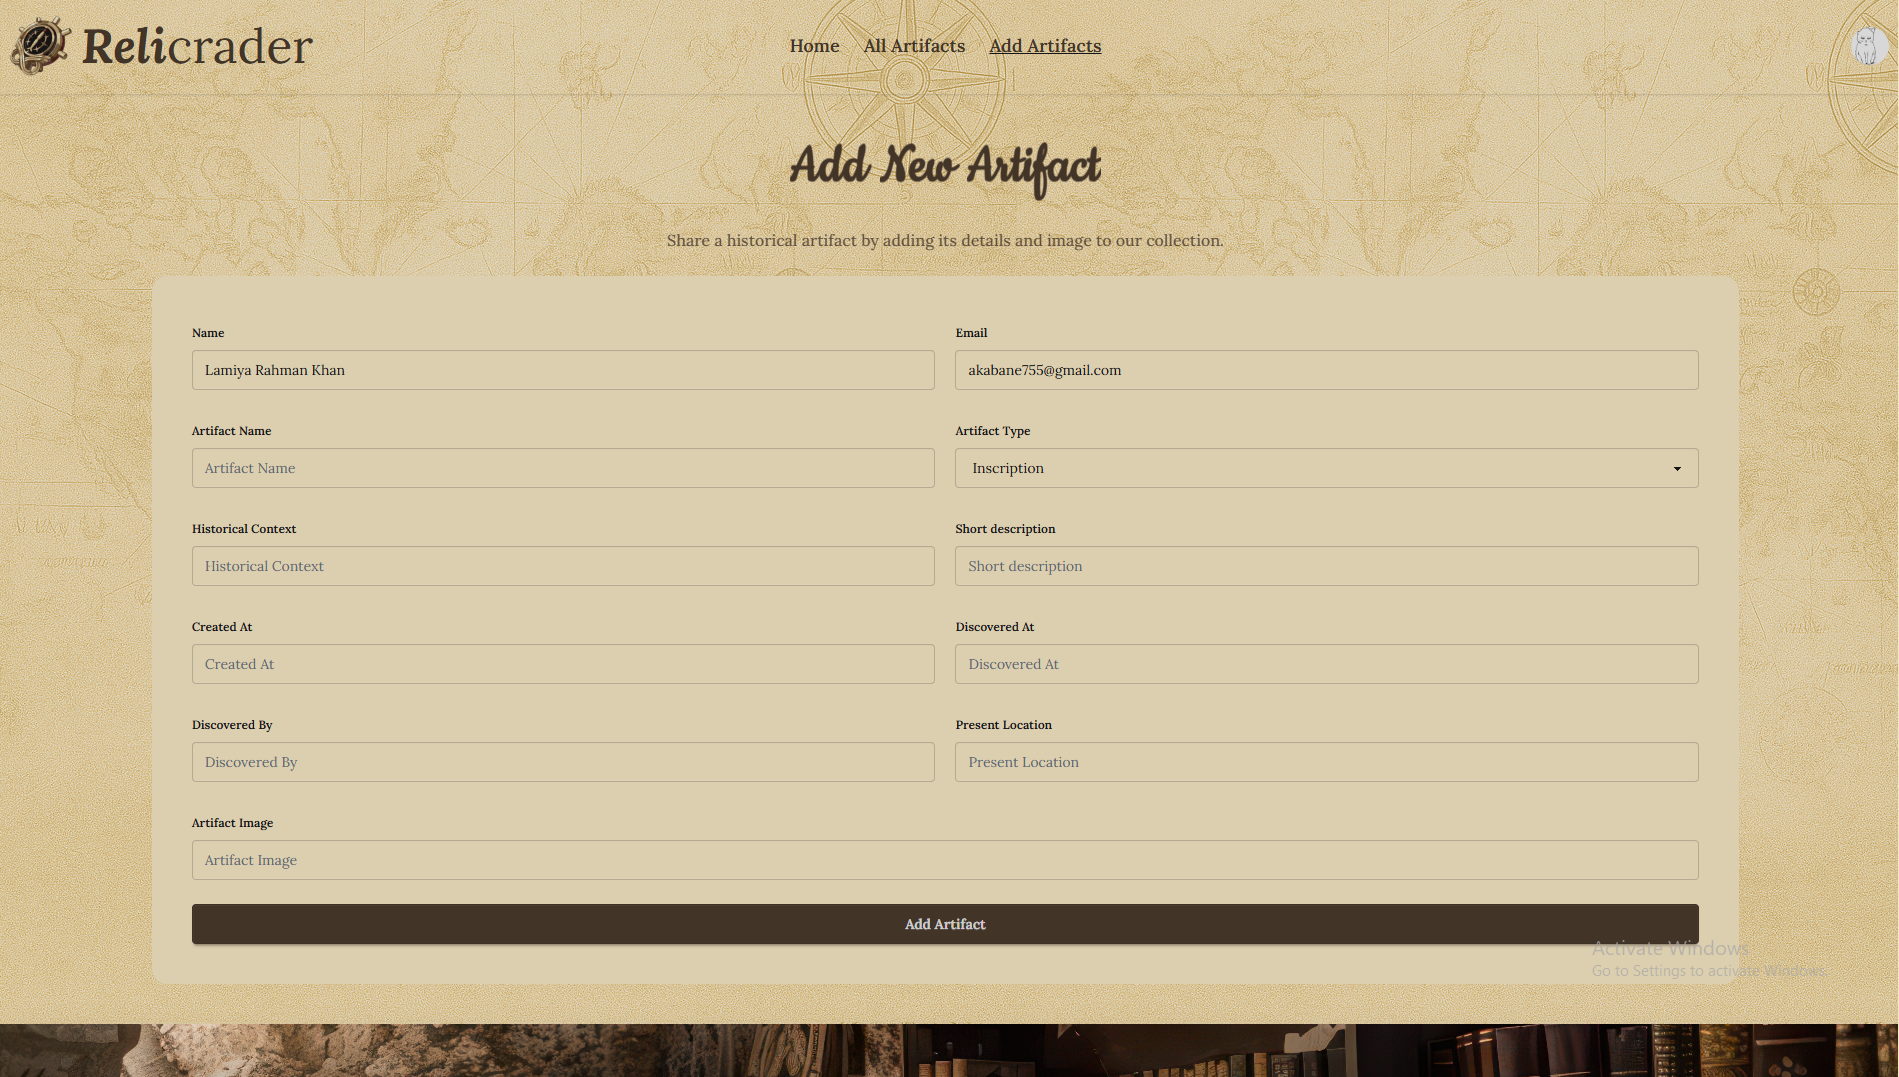 Relicrader
Home All Artifacts Add Artifacts
Add New Artifact
Share a historical artifact by adding its details and image to our collection.
Name Email
Lamiya Rahman Khan akabane755@gmail.com
Artifact Name Artifact Type
Artifact Name Inscription
Historical Context Short description
Historical Context Short description
Created At Discovered At
Created At Discovered At
Discovered By Present Location
Discovered By Present Location
Artifact Image
Artifact Image
Add Artifact
Activate Windows
Go to Settings to activate Windows.